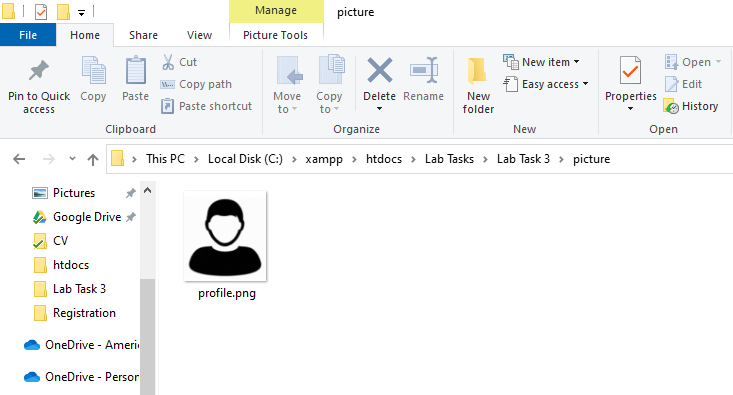 Manage
picture
File
Home
Share
View
Picture Tools
Pin to Quick
access
Copy
Paste
Cut
Copy path
Paste shortcut
Clipboard
Move
to
Copy
to
Delete
Rename
Organize
New
folder
New item
Easy access
New
Properties
Open
Edit
History
Open
This PC > Local Disk (C:) > xampp > htdocs > Lab Tasks > Lab Task 3 > picture
Pictures
Google Drive
CV
htdocs
Lab Task 3
Registration
OneDrive - Ameri
OneDrive - Person
profile.png